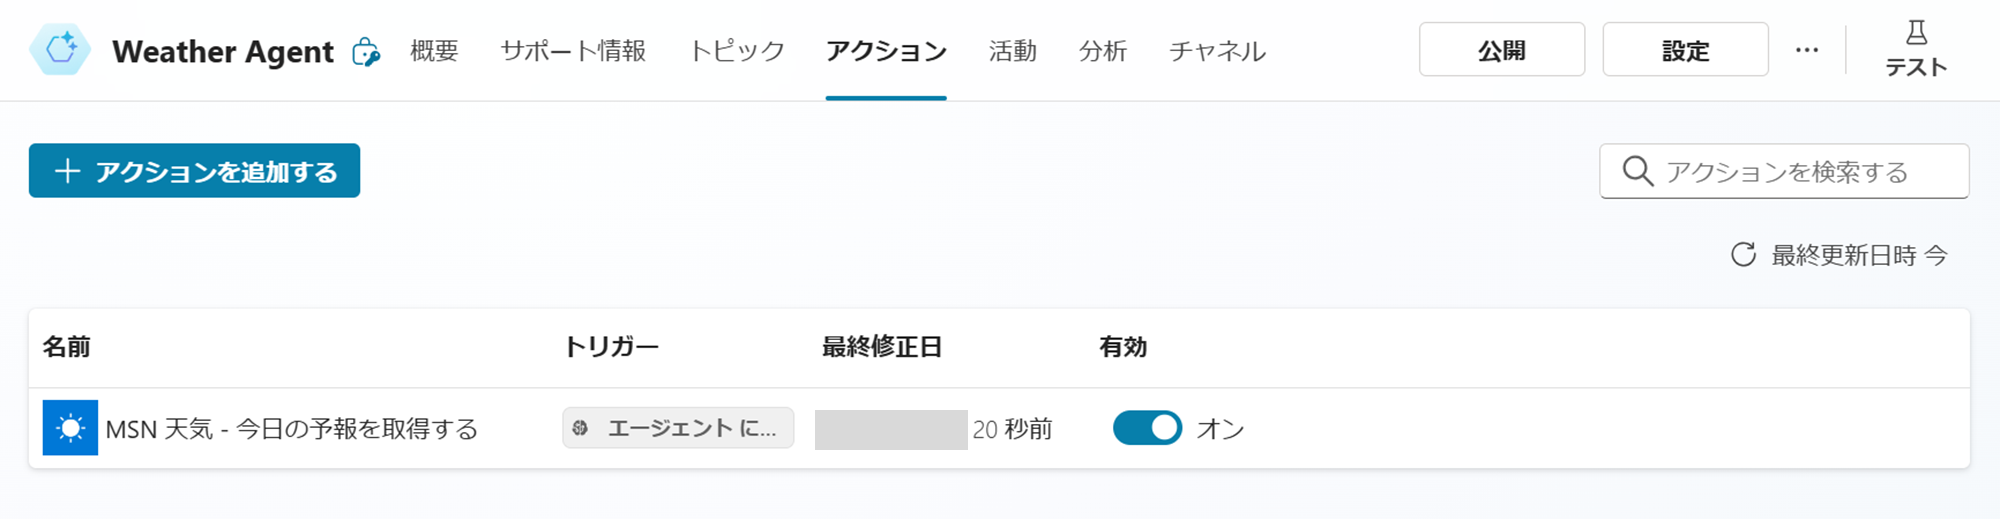 Weather Agent 概要 サポート情報 トピック アクション 活動 分析 チャネル 公開 設定 … テスト
＋ アクションを追加する アクションを検索する
最終更新日時 今
名前 トリガー 最終修正日 有効
MSN 天気 - 今日の予報を取得する エージェント に... 20 秒前 オン